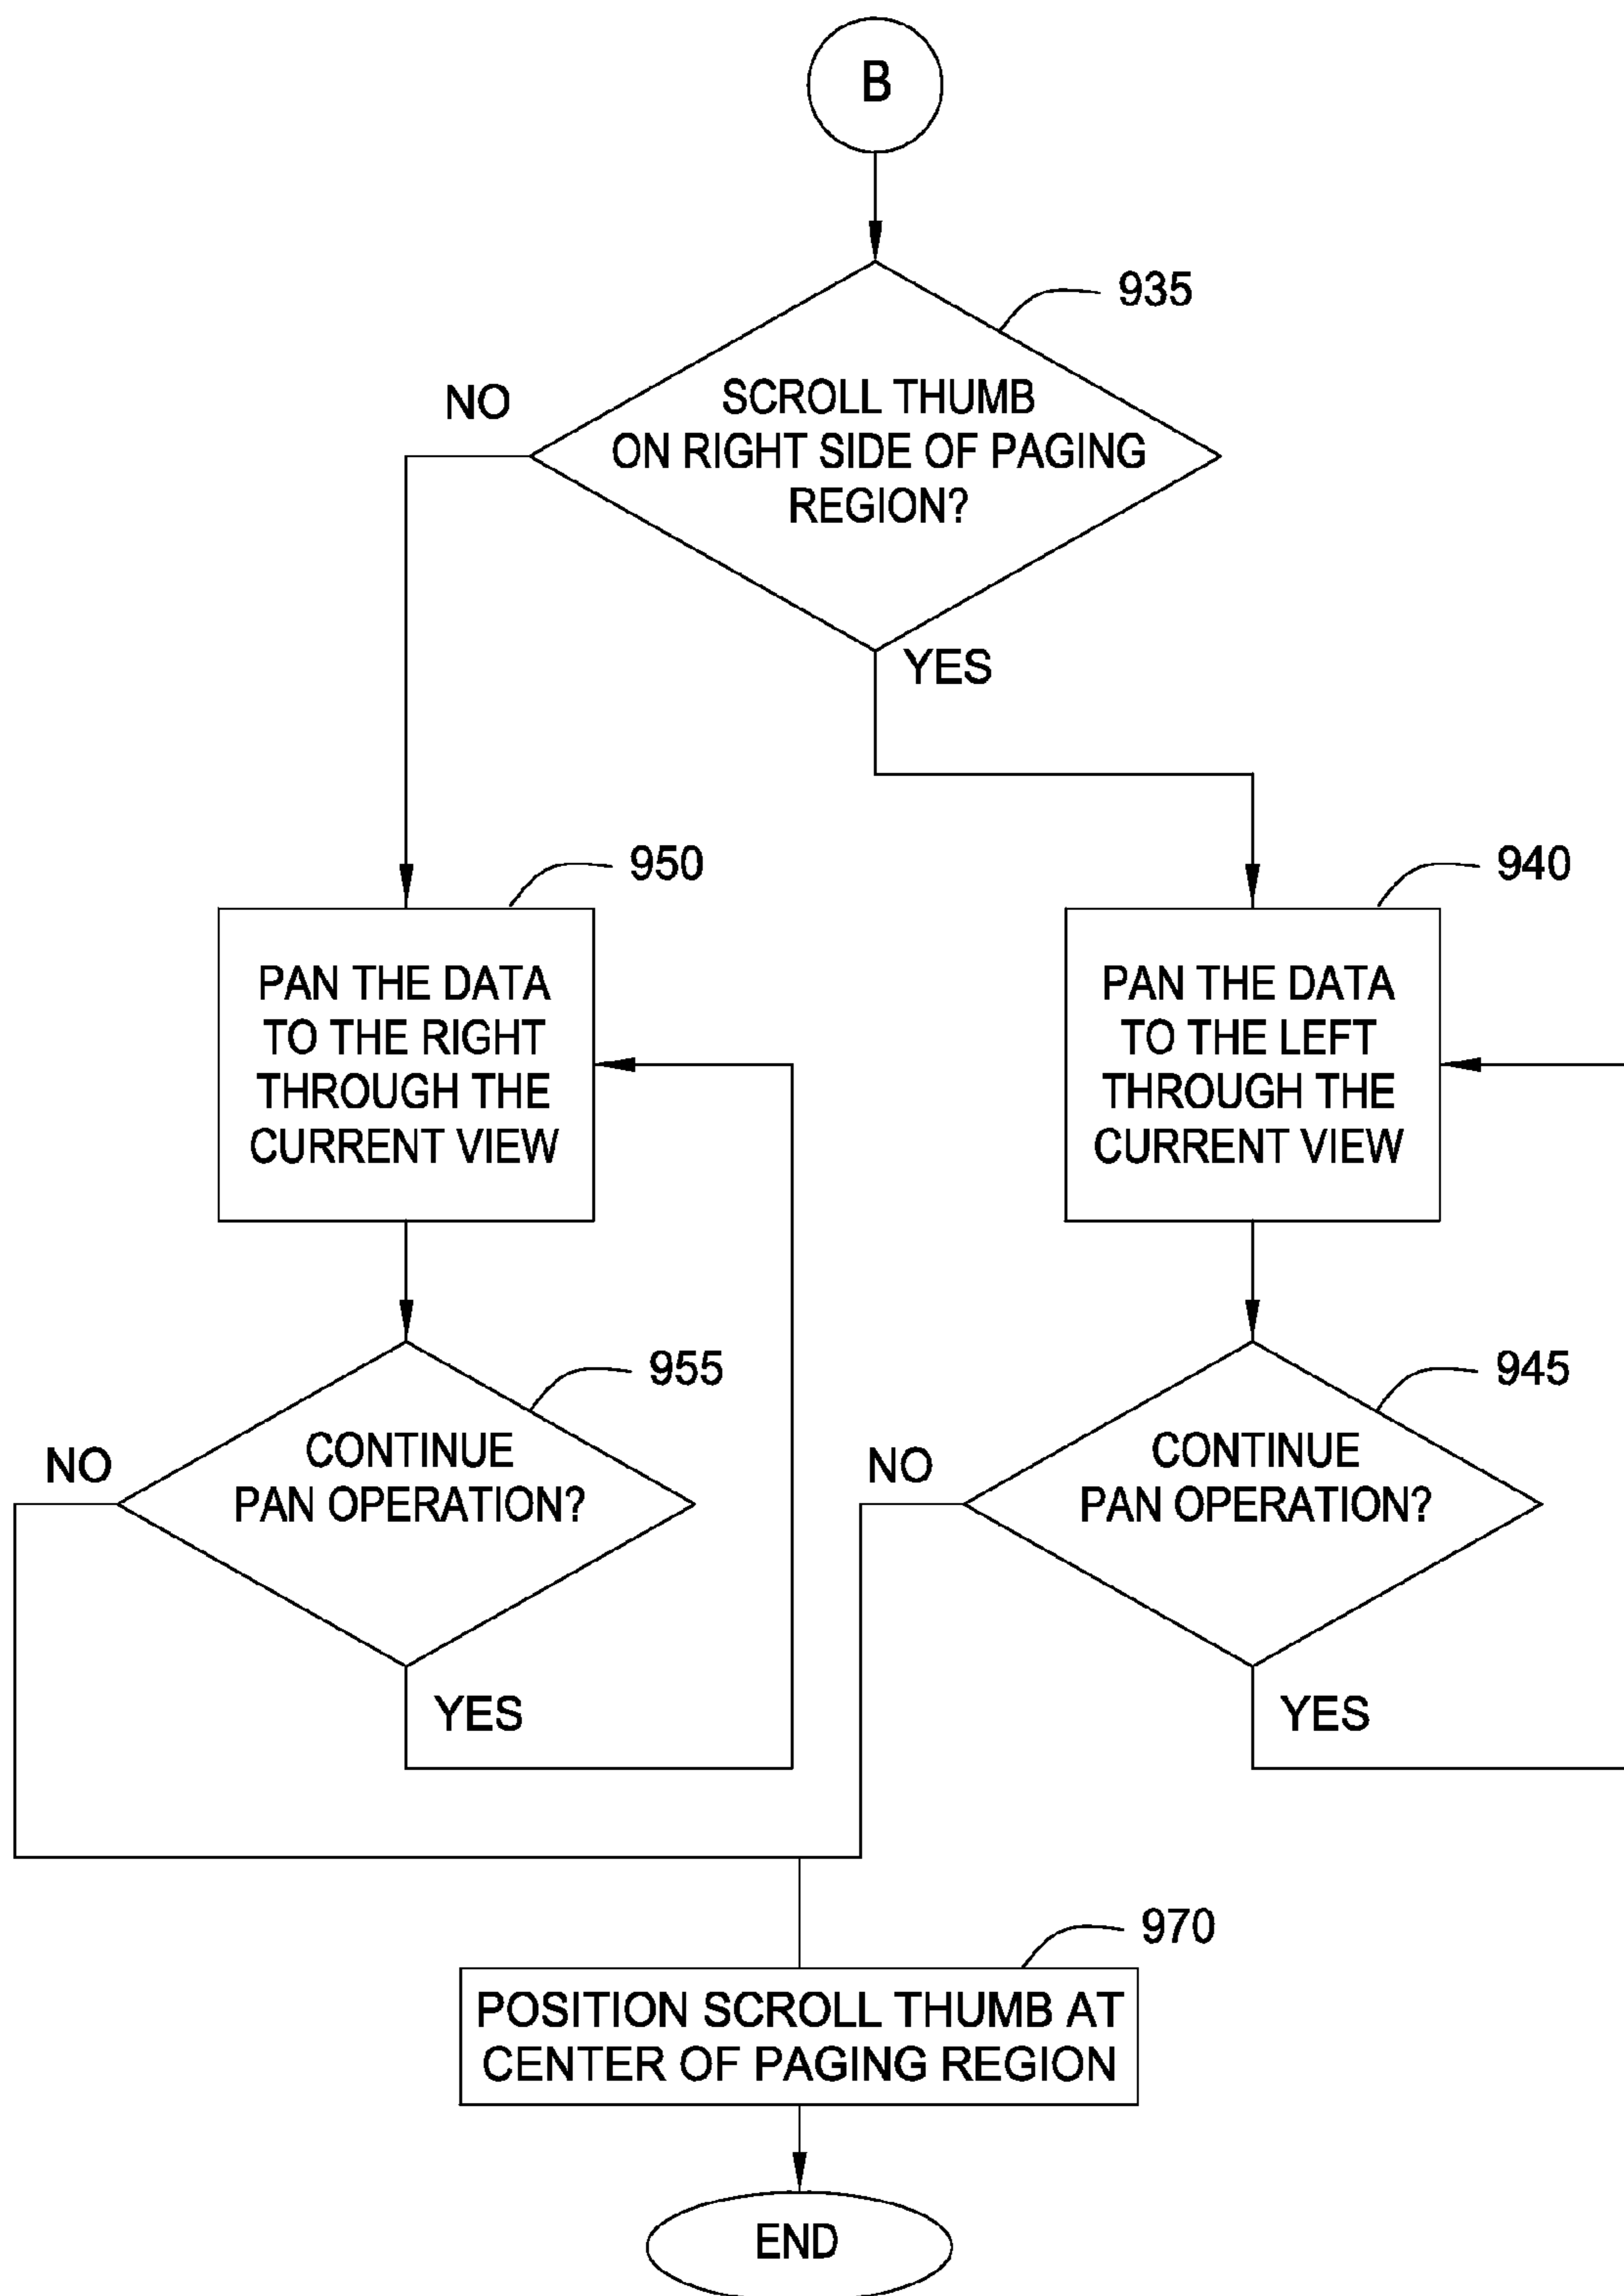 B
935
SCROLL THUMB
ON RIGHT SIDE OF PAGING
REGION?
NO
YES
950
PAN THE DATA
TO THE RIGHT
THROUGH THE
CURRENT VIEW
940
PAN THE DATA
TO THE LEFT
THROUGH THE
CURRENT VIEW
955
CONTINUE
PAN OPERATION?
NO
YES
945
CONTINUE
PAN OPERATION?
NO
YES
970
POSITION SCROLL THUMB AT
CENTER OF PAGING REGION
END